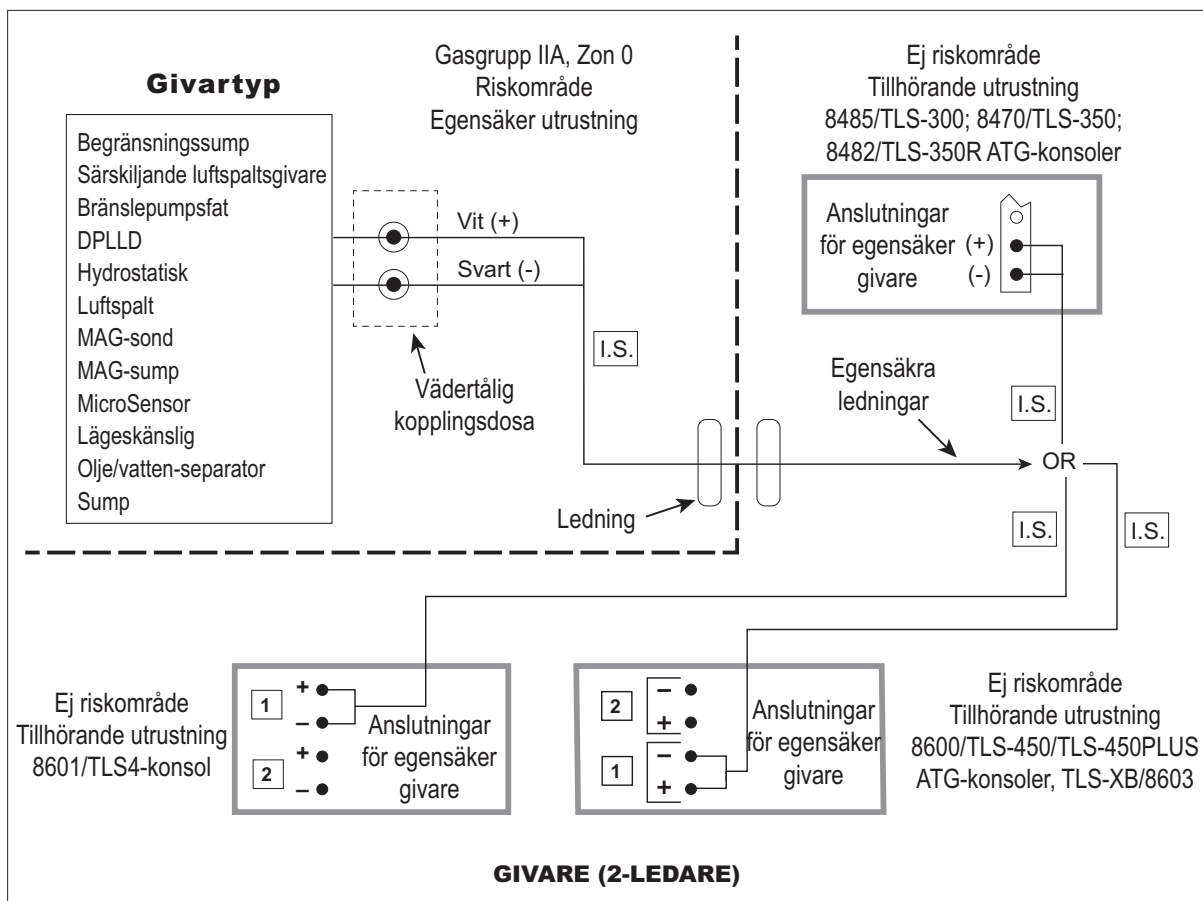 Givartyp
Begränsningssump
Särskiljande luftspaltsgivare
Bränslepumpsfat
DPLLD
Hydrostatisk
Luftspalt
MAG-sond
MAG-sump
MicroSensor
Lägeskänslig
Olje/vatten-separator
Sump
Gasgrupp IIA, Zon 0
Riskområde
Egensäker utrustning
Vit (+)
Svart (-)
I.S.
Vädertålig
kopplingsdosa
Ledning
Ej riskområde
Tillhörande utrustning
8485/TLS-300; 8470/TLS-350;
8482/TLS-350R ATG-konsoler
Anslutningar
för egensäker
givare
(+)
(-)
Egensäkra
ledningar
I.S.
OR
I.S.
I.S.
Ej riskområde
Tillhörande utrustning
8601/TLS4-konsol
1
+
–
2
+
–
Anslutningar
för egensäker
givare
2
–
+
1
–
+
Anslutningar
för egensäker
givare
Ej riskområde
Tillhörande utrustning
8600/TLS-450/TLS-450PLUS
ATG-konsoler, TLS-XB/8603
GIVARE (2-LEDARE)